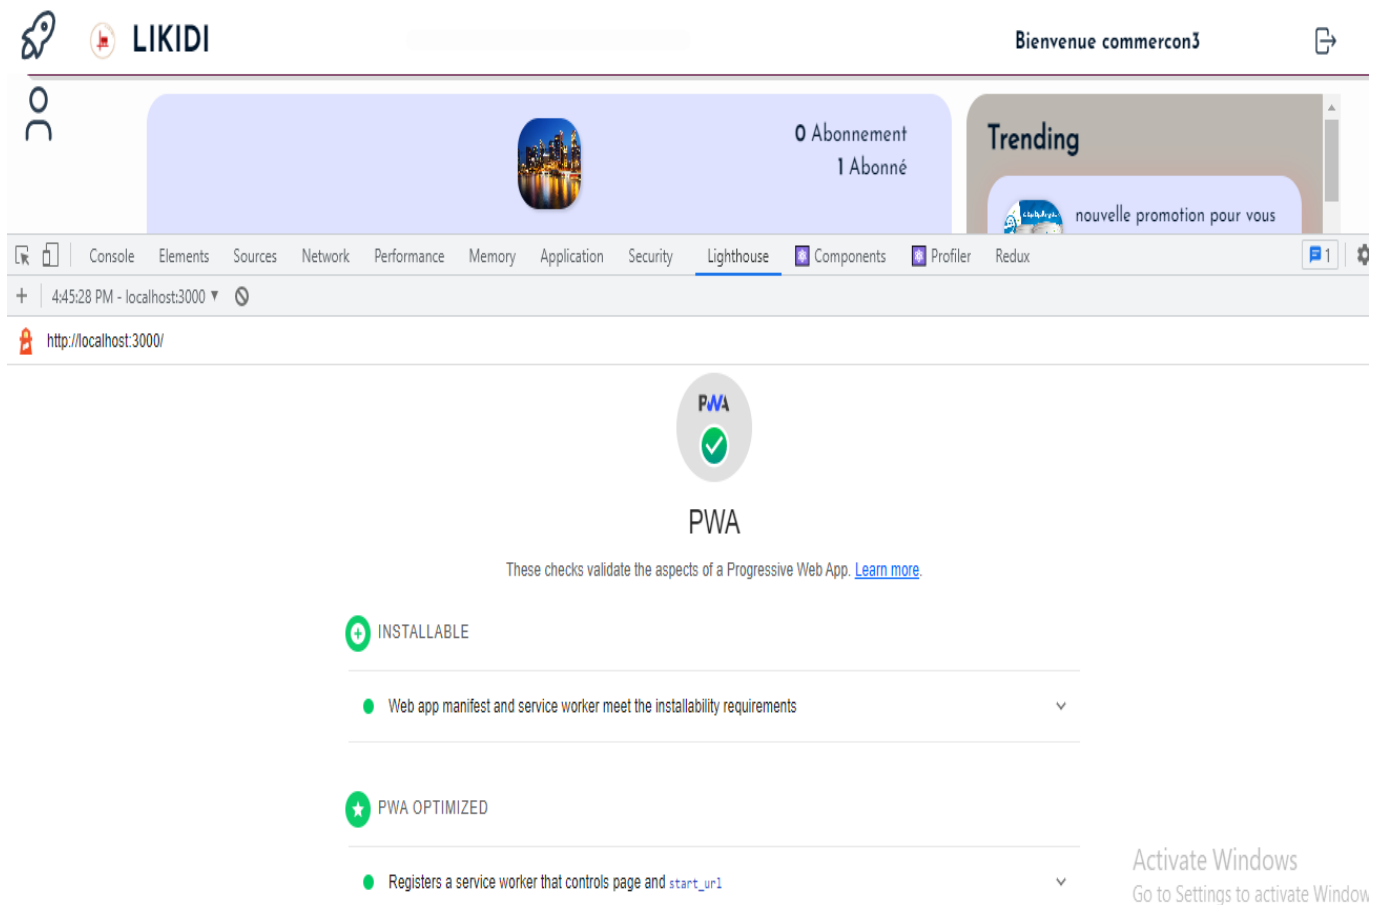 LIKIDI
Bienvenue commercon3
0 Abonnement
1 Abonné
Trending
nouvelle promotion pour vous
Console Elements Sources Network Performance Memory Application Security Lighthouse Components Profiler Redux 1
4:45:28 PM - localhost:3000
http://localhost:3000/
PWA
PWA
These checks validate the aspects of a Progressive Web App. Learn more.
INSTALLABLE
Web app manifest and service worker meet the installability requirements
PWA OPTIMIZED
Registers a service worker that controls page and start_url
Activate Windows
Go to Settings to activate Window